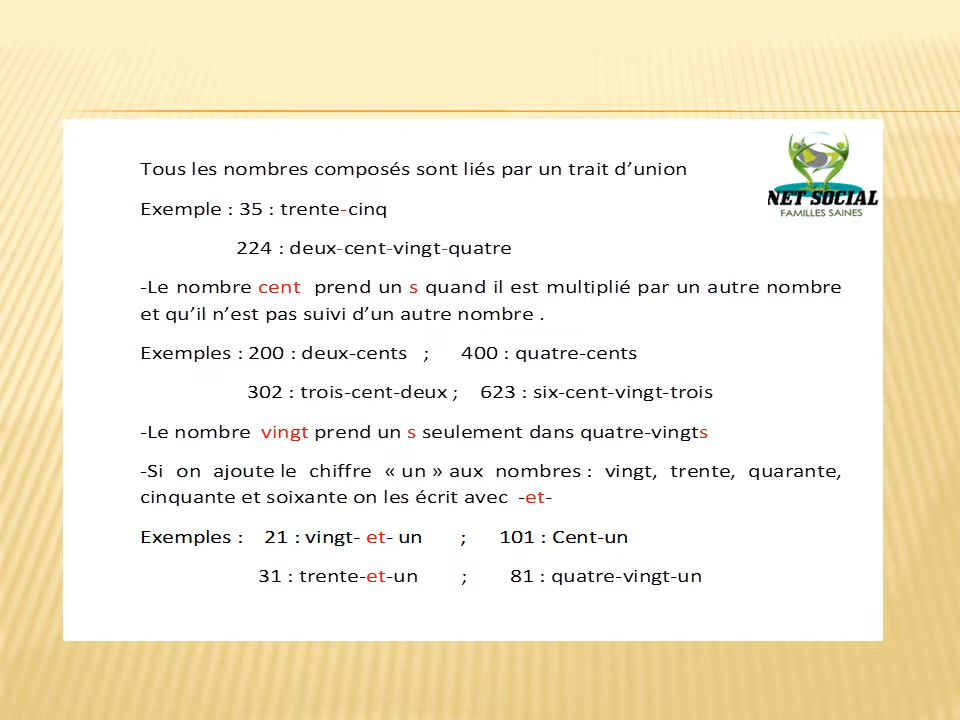 NET SOCIAL
FAMILLES SAINES
Tous les nombres composés sont liés par un trait d’union
Exemple : 35 : trente-cinq
224 : deux-cent-vingt-quatre
-Le nombre cent prend un s quand il est multiplié par un autre nombre
et qu’il n’est pas suivi d’un autre nombre .
Exemples : 200 : deux-cents ; 400 : quatre-cents
302 : trois-cent-deux ; 623 : six-cent-vingt-trois
-Le nombre vingt prend un s seulement dans quatre-vingts
-Si on ajoute le chiffre « un » aux nombres : vingt, trente, quarante,
cinquante et soixante on les écrit avec -et-
Exemples : 21 : vingt- et- un ; 101 : Cent-un
31 : trente-et-un ; 81 : quatre-vingt-un